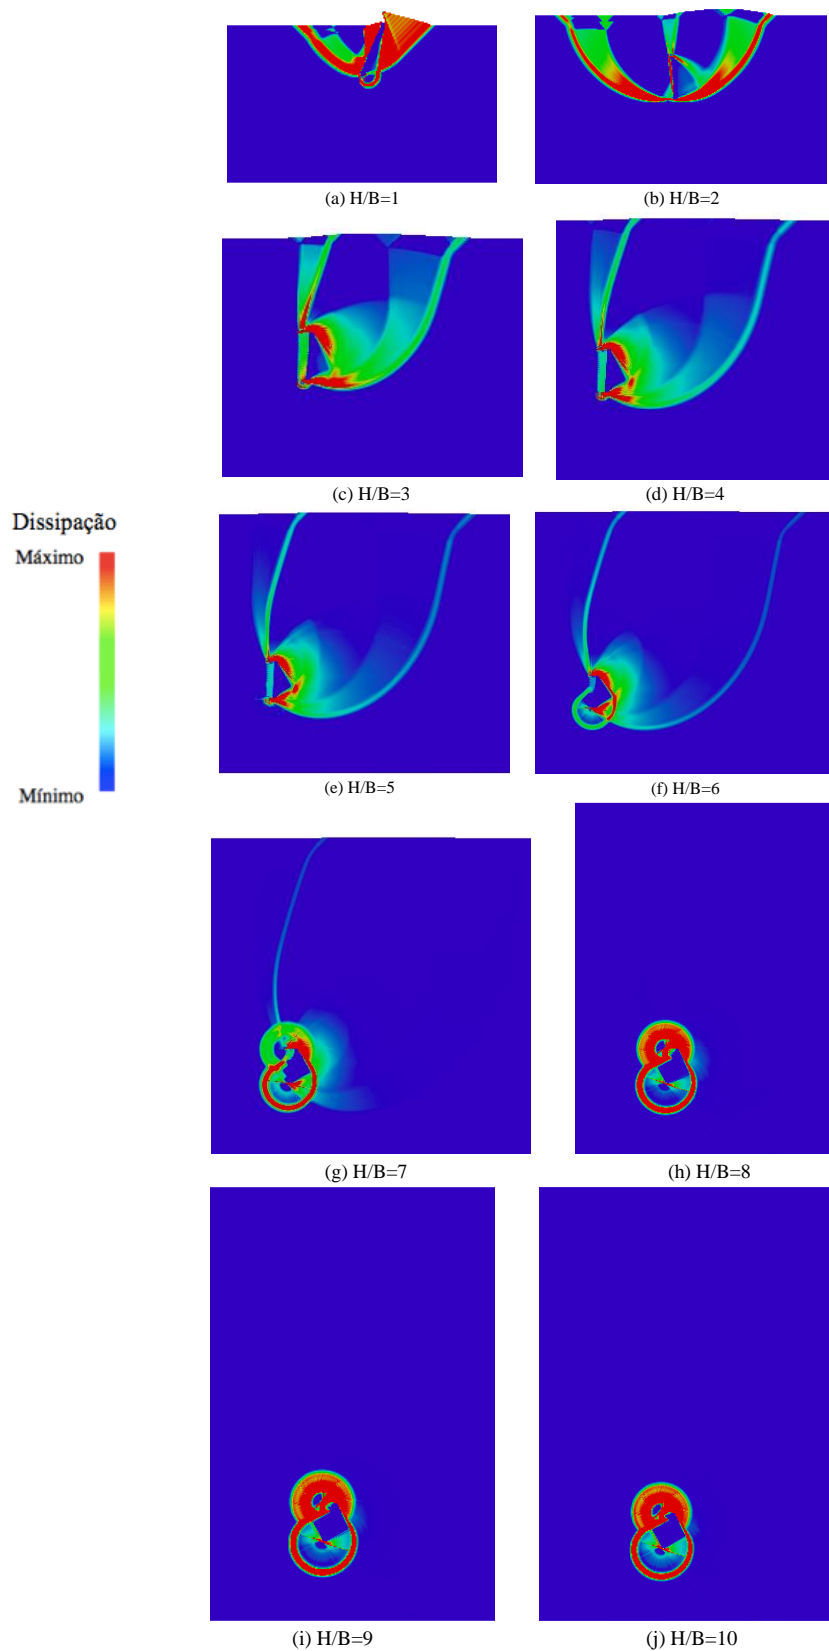 (a) H/B=1
(b) H/B=2
(c) H/B=3
(d) H/B=4
Dissipação
Máximo
Mínimo
(e) H/B=5
(f) H/B=6
(g) H/B=7
(h) H/B=8
(i) H/B=9
(j) H/B=10